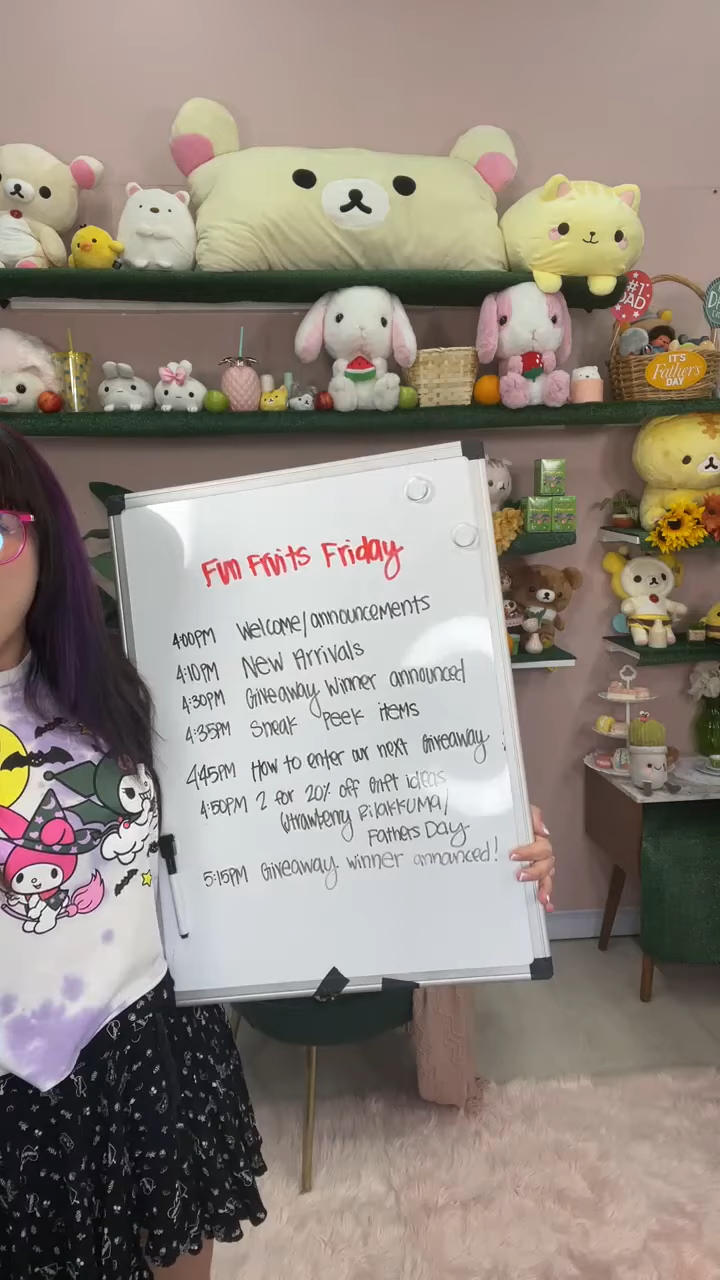 #1
DAD
IT'S
Father's
DAY
Fun Fruits Friday
4:00PM Welcome/announcements
4:10PM New Arrivals
4:30PM Giveaway Winner announced
4:35PM Sneak Peek items
4:45PM How to enter our next Giveaway
4:50PM 2 for 20% off Gift ideas
Strawberry Rilakkuma/
Fathers Day
5:15PM Giveaway winner announced!